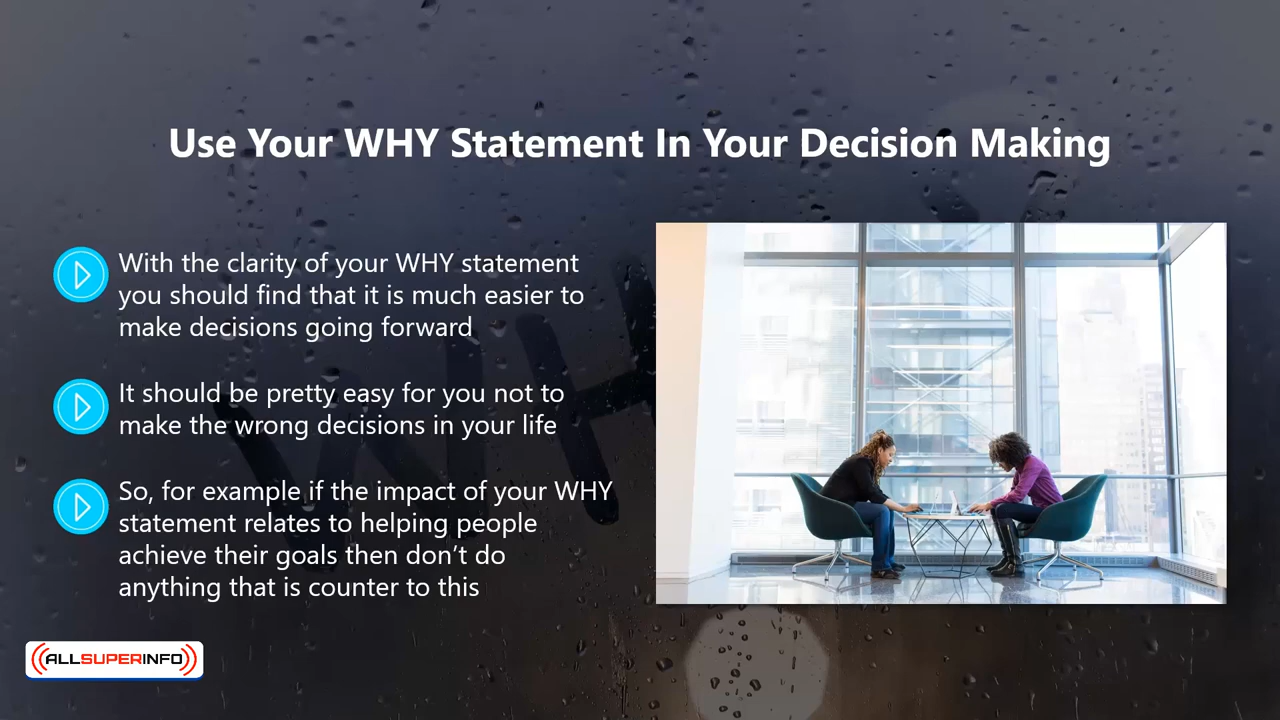 Use Your WHY Statement In Your Decision Making
With the clarity of your WHY statement
you should find that it is much easier to
make decisions going forward
It should be pretty easy for you not to
make the wrong decisions in your life
So, for example if the impact of your WHY
statement relates to helping people
achieve their goals then don’t do
anything that is counter to this
ALLSUPERINFO
WHY